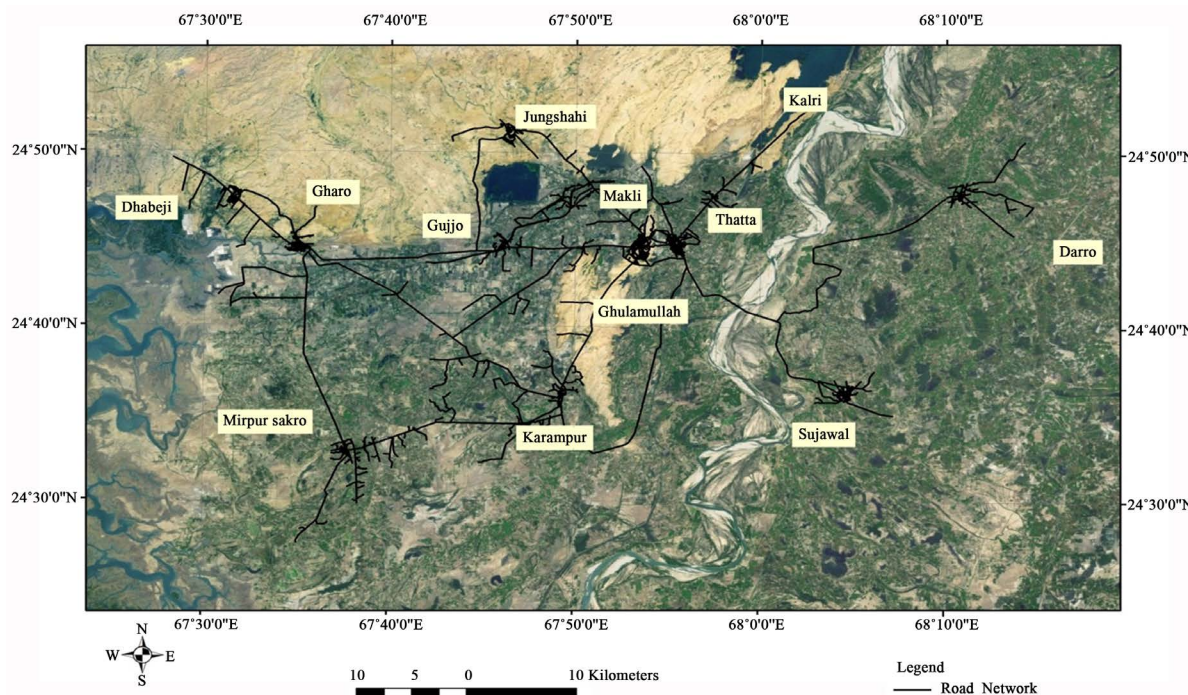 67°30'0"E 67°40'0"E 67°50'0"E 68°0'0"E 68°10'0"E
Kalri
Jungshahi
24°50'0"N 24°50'0"N
Gharo
Makli
Dhabeji
Thatta
Gujjo
Darro
Ghulamullah
24°40'0"N 24°40'0"N
Mirpur sakro
Karampur
Sujawal
24°30'0"N 24°30'0"N
67°30'0"E 67°40'0"E 67°50'0"E 68°0'0"E 68°10'0"E
N
W E
S
10 5 0 10 Kilometers
Legend
Road Network